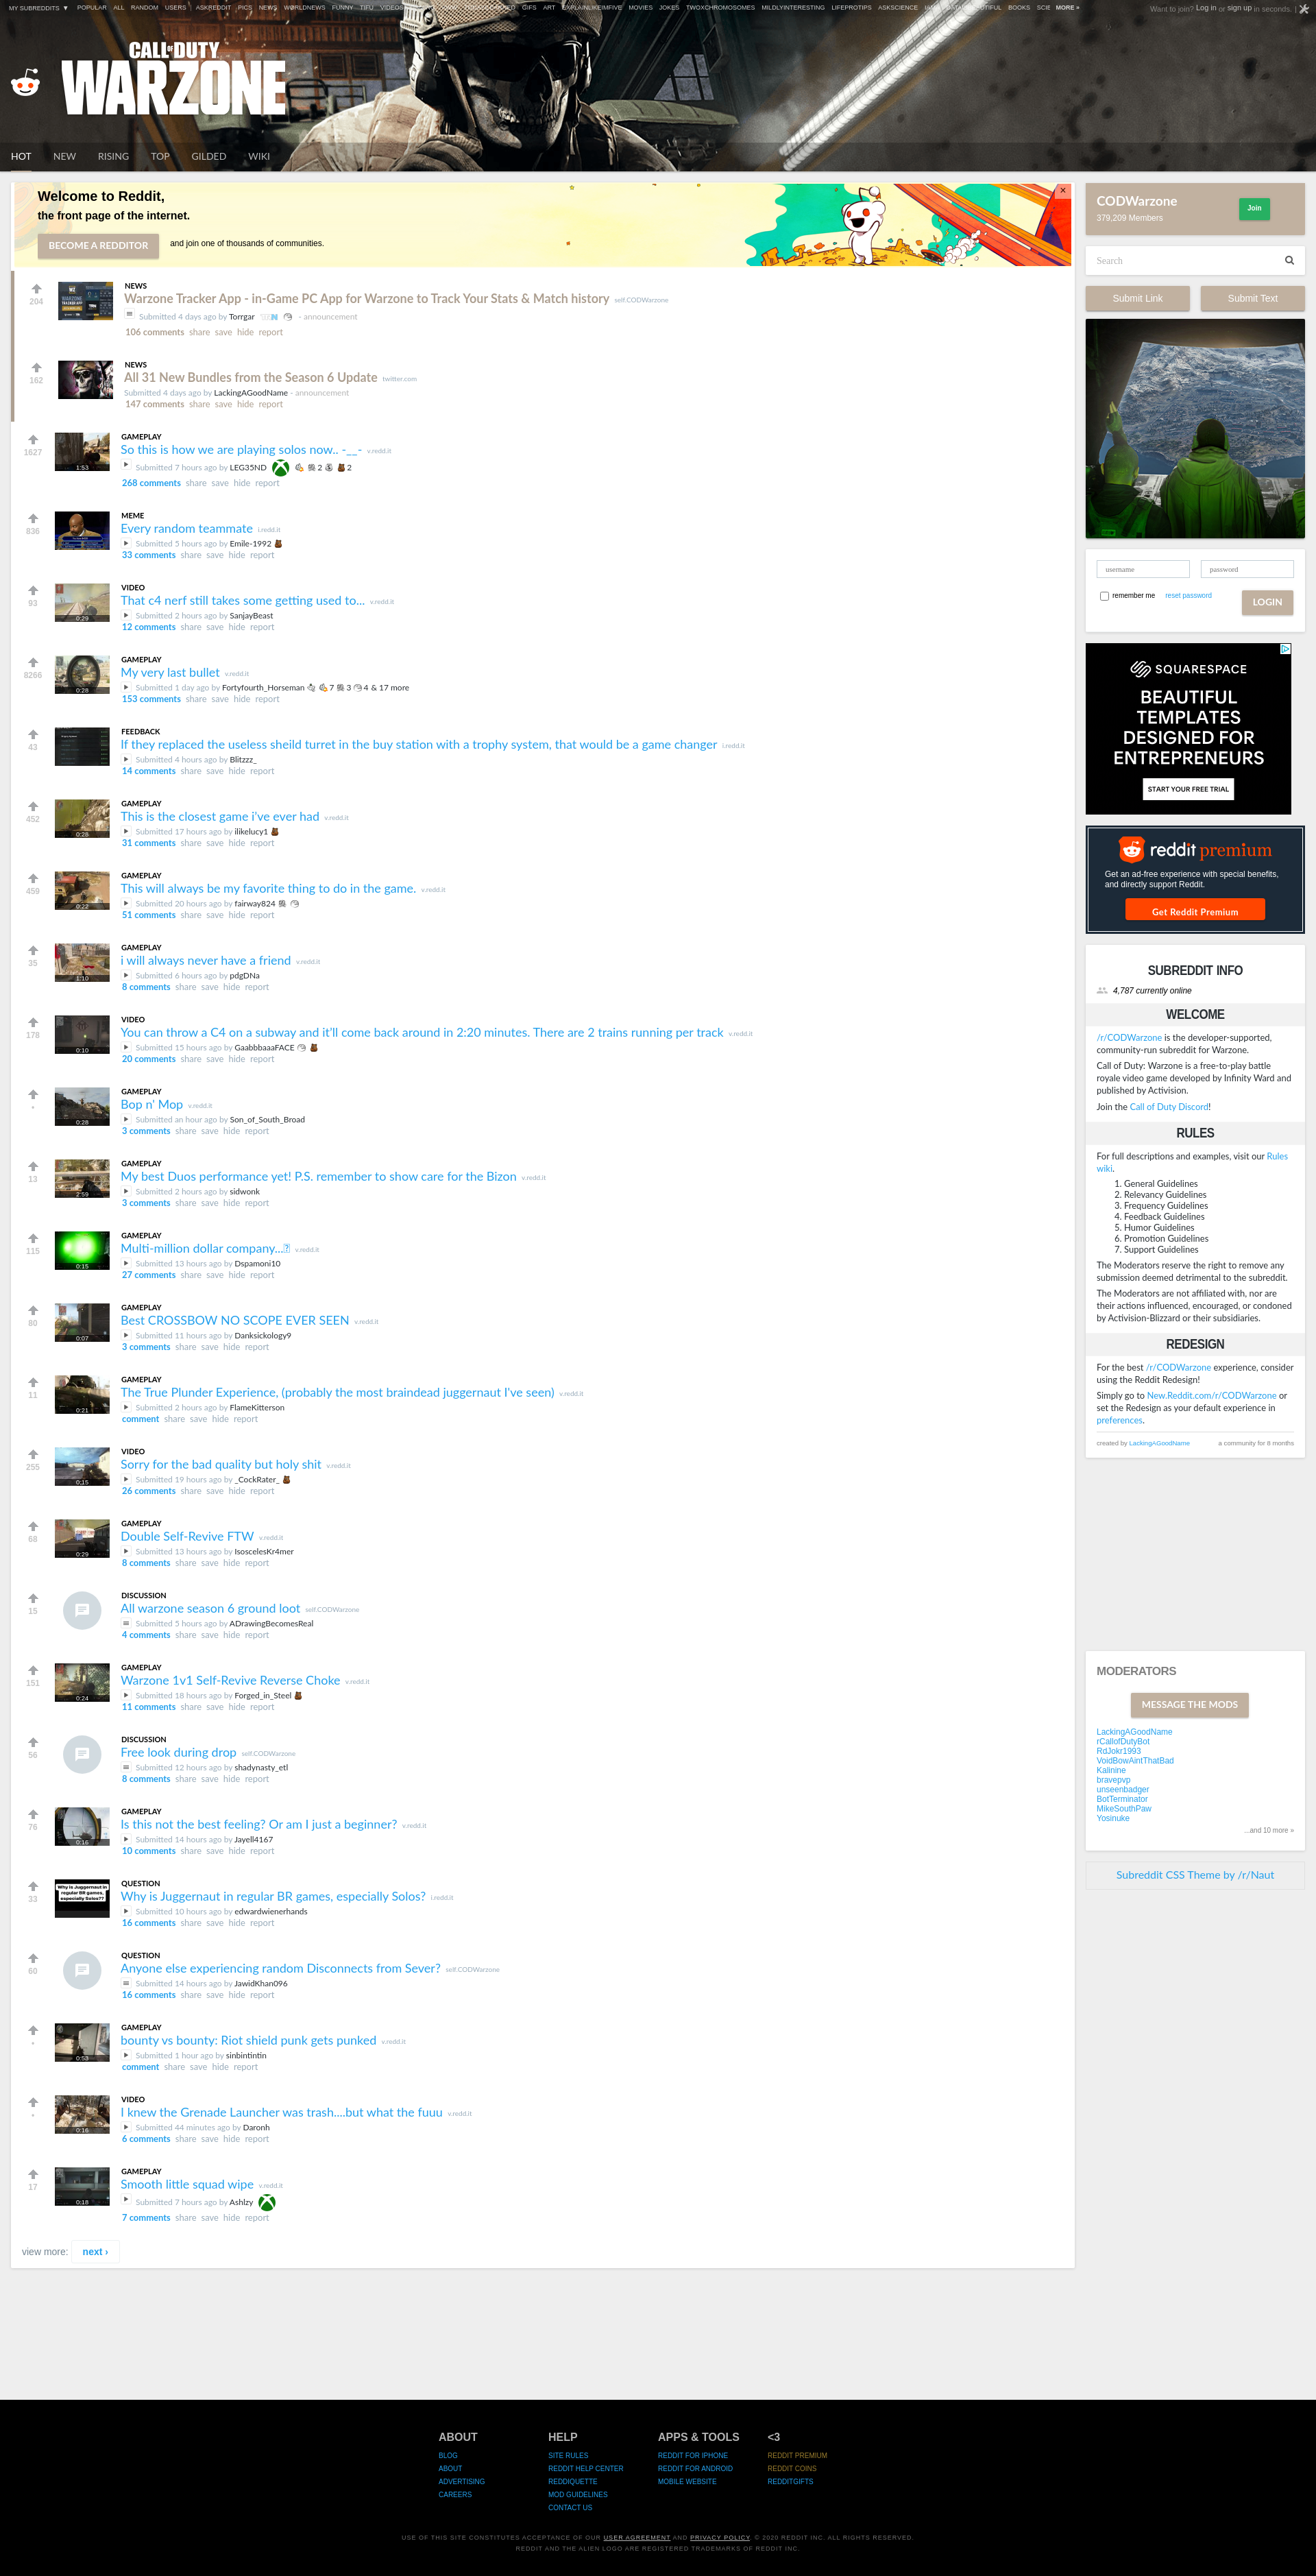 MY SUBREDDITS ▼ POPULAR ALL RANDOM USERS | ASKREDDIT PICS NEWS WORLDNEWS FUNNY TIFU VIDEOS GIFS ART EXPLAINLIKEIMFIVE MOVIES JOKES TWOXCHROMOSOMES MILDLYINTERESTING LIFEPROTIPS ASKSCIENCE BOOKS MORE »
Want to join? Log in or sign up in seconds. |
CALL OF DUTY
WARZONE
HOT NEW RISING TOP GILDED WIKI
Welcome to Reddit,
the front page of the internet.
BECOME A REDDITOR and join one of thousands of communities.
×
204
NEWS
Warzone Tracker App - in-Game PC App for Warzone to Track Your Stats & Match history self.CODWarzone
Submitted 4 days ago by Torrgar - announcement
106 comments share save hide report
162
NEWS
All 31 New Bundles from the Season 6 Update twitter.com
Submitted 4 days ago by LackingAGoodName - announcement
147 comments share save hide report
1627
1:53
GAMEPLAY
So this is how we are playing solos now.. -__- v.redd.it
Submitted 7 hours ago by LEG35ND 2 2
268 comments share save hide report
836
MEME
Every random teammate i.redd.it
Submitted 5 hours ago by Emile-1992
33 comments share save hide report
93
0:29
VIDEO
That c4 nerf still takes some getting used to... v.redd.it
Submitted 2 hours ago by SanjayBeast
12 comments share save hide report
8266
0:28
GAMEPLAY
My very last bullet v.redd.it
Submitted 1 day ago by Fortyfourth_Horseman 7 3 4 & 17 more
153 comments share save hide report
43
FEEDBACK
If they replaced the useless sheild turret in the buy station with a trophy system, that would be a game changer i.redd.it
Submitted 4 hours ago by Blitzzz_
14 comments share save hide report
452
0:28
GAMEPLAY
This is the closest game i've ever had v.redd.it
Submitted 17 hours ago by ilikelucy1
31 comments share save hide report
459
0:22
GAMEPLAY
This will always be my favorite thing to do in the game. v.redd.it
Submitted 20 hours ago by fairway824
51 comments share save hide report
35
1:10
GAMEPLAY
i will always never have a friend v.redd.it
Submitted 6 hours ago by pdgDNa
8 comments share save hide report
178
0:10
VIDEO
You can throw a C4 on a subway and it'll come back around in 2:20 minutes. There are 2 trains running per track v.redd.it
Submitted 15 hours ago by GaabbbaaaFACE
20 comments share save hide report
•
0:28
GAMEPLAY
Bop n' Mop v.redd.it
Submitted an hour ago by Son_of_South_Broad
3 comments share save hide report
13
2:59
GAMEPLAY
My best Duos performance yet! P.S. remember to show care for the Bizon v.redd.it
Submitted 2 hours ago by sidwonk
3 comments share save hide report
115
0:15
GAMEPLAY
Multi-million dollar company... v.redd.it
Submitted 13 hours ago by Dspamoni10
27 comments share save hide report
80
0:07
GAMEPLAY
Best CROSSBOW NO SCOPE EVER SEEN v.redd.it
Submitted 11 hours ago by Danksickology9
3 comments share save hide report
11
0:21
GAMEPLAY
The True Plunder Experience, (probably the most braindead juggernaut I've seen) v.redd.it
Submitted 2 hours ago by FlameKitterson
comment share save hide report
255
0:15
VIDEO
Sorry for the bad quality but holy shit v.redd.it
Submitted 19 hours ago by _CockRater_
26 comments share save hide report
68
0:29
GAMEPLAY
Double Self-Revive FTW v.redd.it
Submitted 13 hours ago by IsoscelesKr4mer
8 comments share save hide report
15
DISCUSSION
All warzone season 6 ground loot self.CODWarzone
Submitted 5 hours ago by ADrawingBecomesReal
4 comments share save hide report
151
0:24
GAMEPLAY
Warzone 1v1 Self-Revive Reverse Choke v.redd.it
Submitted 18 hours ago by Forged_in_Steel
11 comments share save hide report
56
DISCUSSION
Free look during drop self.CODWarzone
Submitted 12 hours ago by shadynasty_etl
8 comments share save hide report
76
0:16
GAMEPLAY
Is this not the best feeling? Or am I just a beginner? v.redd.it
Submitted 14 hours ago by Jayell4167
10 comments share save hide report
33
Why is Juggernaut in regular BR games, especially Solos??
QUESTION
Why is Juggernaut in regular BR games, especially Solos? i.redd.it
Submitted 10 hours ago by edwardwienerhands
16 comments share save hide report
60
QUESTION
Anyone else experiencing random Disconnects from Sever? self.CODWarzone
Submitted 14 hours ago by JawidKhan096
16 comments share save hide report
•
0:53
GAMEPLAY
bounty vs bounty: Riot shield punk gets punked v.redd.it
Submitted 1 hour ago by sinbintintin
comment share save hide report
•
0:16
VIDEO
I knew the Grenade Launcher was trash....but what the fuuu v.redd.it
Submitted 44 minutes ago by Daronh
6 comments share save hide report
17
0:18
GAMEPLAY
Smooth little squad wipe v.redd.it
Submitted 7 hours ago by Ashlzy
7 comments share save hide report
view more: next ›
CODWarzone
379,209 Members
Join
Search
Submit Link Submit Text
username password
remember me reset password LOGIN
SQUARESPACE
BEAUTIFUL
TEMPLATES
DESIGNED FOR
ENTREPRENEURS
START YOUR FREE TRIAL
reddit premium
Get an ad-free experience with special benefits,
and directly support Reddit.
Get Reddit Premium
SUBREDDIT INFO
4,787 currently online
WELCOME
/r/CODWarzone is the developer-supported,
community-run subreddit for Warzone.
Call of Duty: Warzone is a free-to-play battle
royale video game developed by Infinity Ward and
published by Activision.
Join the Call of Duty Discord!
RULES
For full descriptions and examples, visit our Rules
wiki.
1. General Guidelines
2. Relevancy Guidelines
3. Frequency Guidelines
4. Feedback Guidelines
5. Humor Guidelines
6. Promotion Guidelines
7. Support Guidelines
The Moderators reserve the right to remove any
submission deemed detrimental to the subreddit.
The Moderators are not affiliated with, nor are
their actions influenced, encouraged, or condoned
by Activision-Blizzard or their subsidiaries.
REDESIGN
For the best /r/CODWarzone experience, consider
using the Reddit Redesign!
Simply go to New.Reddit.com/r/CODWarzone or
set the Redesign as your default experience in
preferences.
created by LackingAGoodName a community for 8 months
MODERATORS
MESSAGE THE MODS
LackingAGoodName
rCallofDutyBot
RdJokr1993
VoidBowAintThatBad
Kalinine
bravepvp
unseenbadger
BotTerminator
MikeSouthPaw
Yosinuke
...and 10 more »
Subreddit CSS Theme by /r/Naut
ABOUT
BLOG
ABOUT
ADVERTISING
CAREERS
HELP
SITE RULES
REDDIT HELP CENTER
REDDIQUETTE
MOD GUIDELINES
CONTACT US
APPS & TOOLS
REDDIT FOR IPHONE
REDDIT FOR ANDROID
MOBILE WEBSITE
<3
REDDIT PREMIUM
REDDIT COINS
REDDITGIFTS
USE OF THIS SITE CONSTITUTES ACCEPTANCE OF OUR USER AGREEMENT AND PRIVACY POLICY. © 2020 REDDIT INC. ALL RIGHTS RESERVED.
REDDIT AND THE ALIEN LOGO ARE REGISTERED TRADEMARKS OF REDDIT INC.